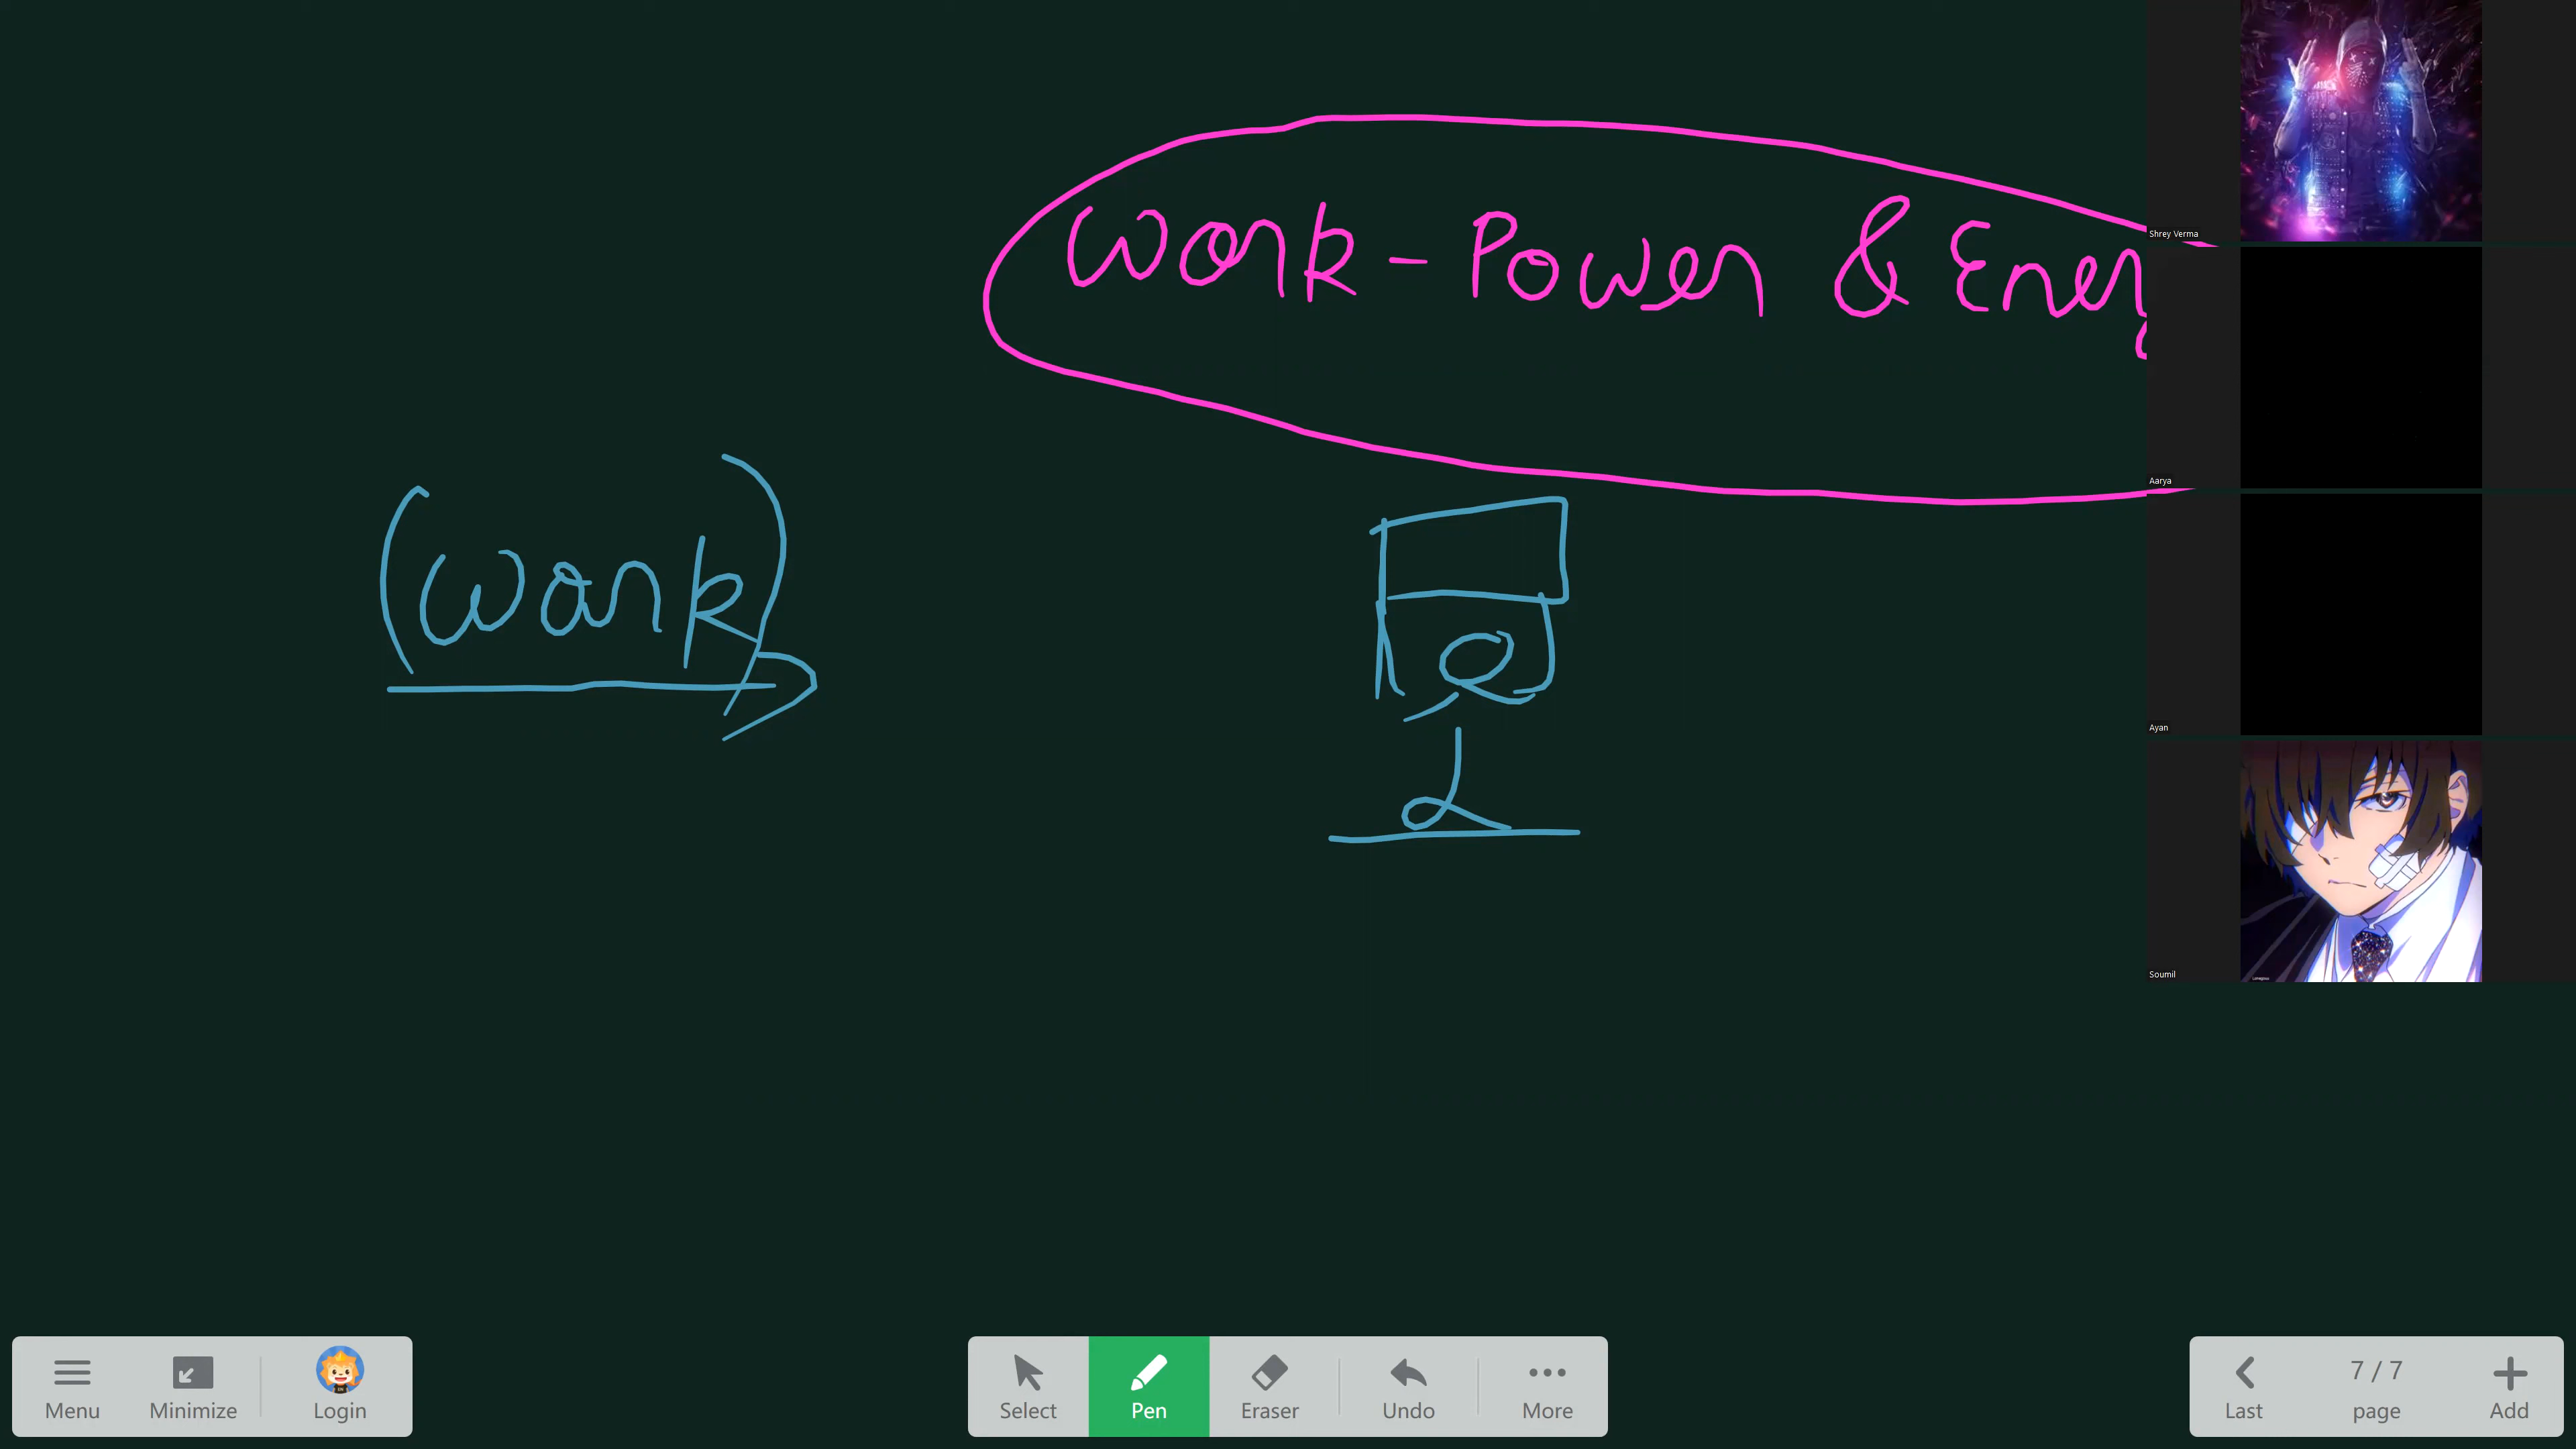 Work - Power & Energ
(Work)
Shrey Verma
Aarya
Ayan
Soumil
Menu
Minimize
Login
Select
Pen
Eraser
Undo
More
Last
7 / 7
page
Add